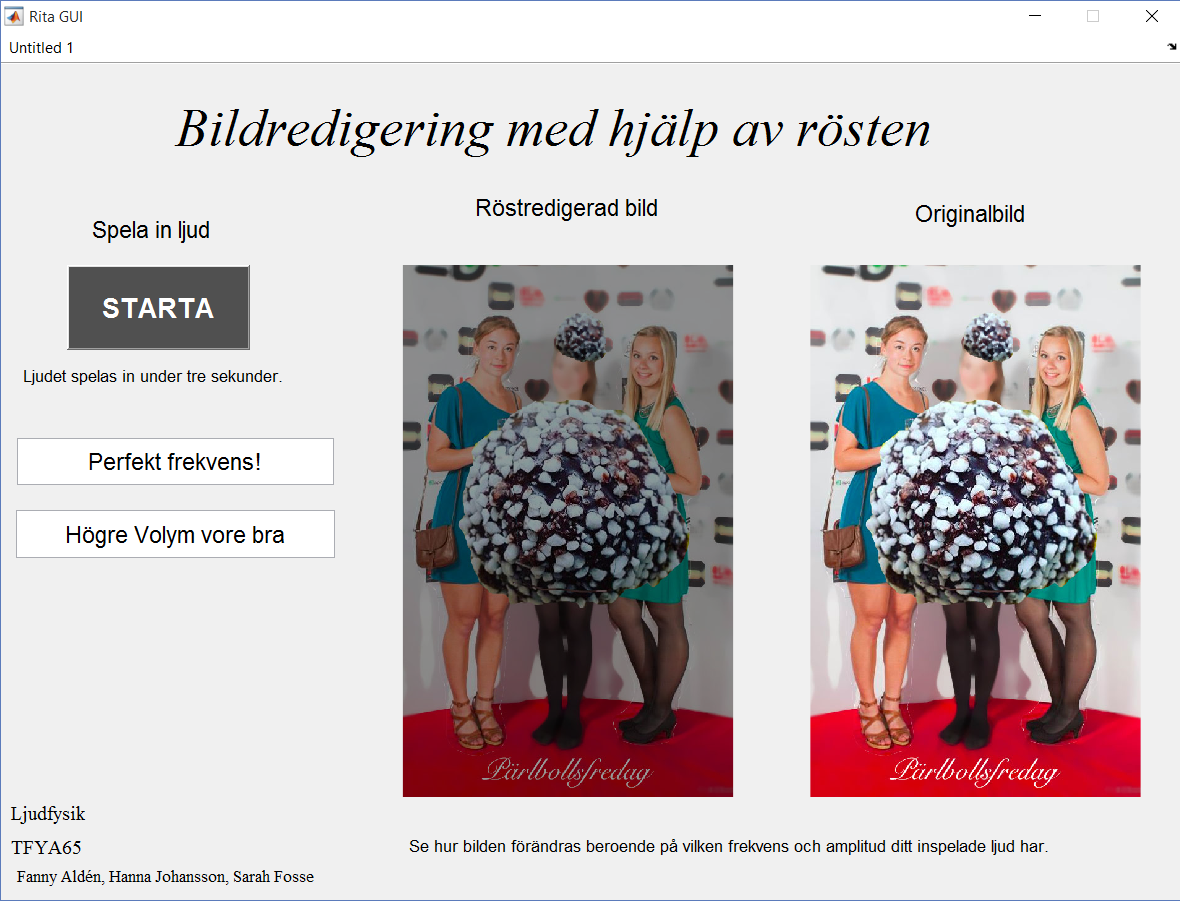 Rita GUI
Untitled 1
Bildredigering med hjälp av rösten
Spela in ljud
Röstredigerad bild
Originalbild
STARTA
Ljudet spelas in under tre sekunder.
Perfekt frekvens!
Högre Volym vore bra
Pärlbollsfredag
Pärlbollsfredag
Ljudfysik
TFYA65
Fanny Aldén, Hanna Johansson, Sarah Fosse
Se hur bilden förändras beroende på vilken frekvens och amplitud ditt inspelade ljud har.